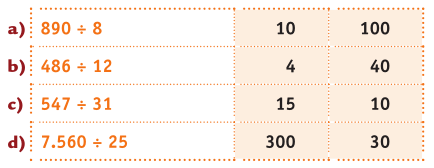 a) 890 ÷ 8 10 100
b) 486 ÷ 12 4 40
c) 547 ÷ 31 15 10
d) 7.560 ÷ 25 300 30